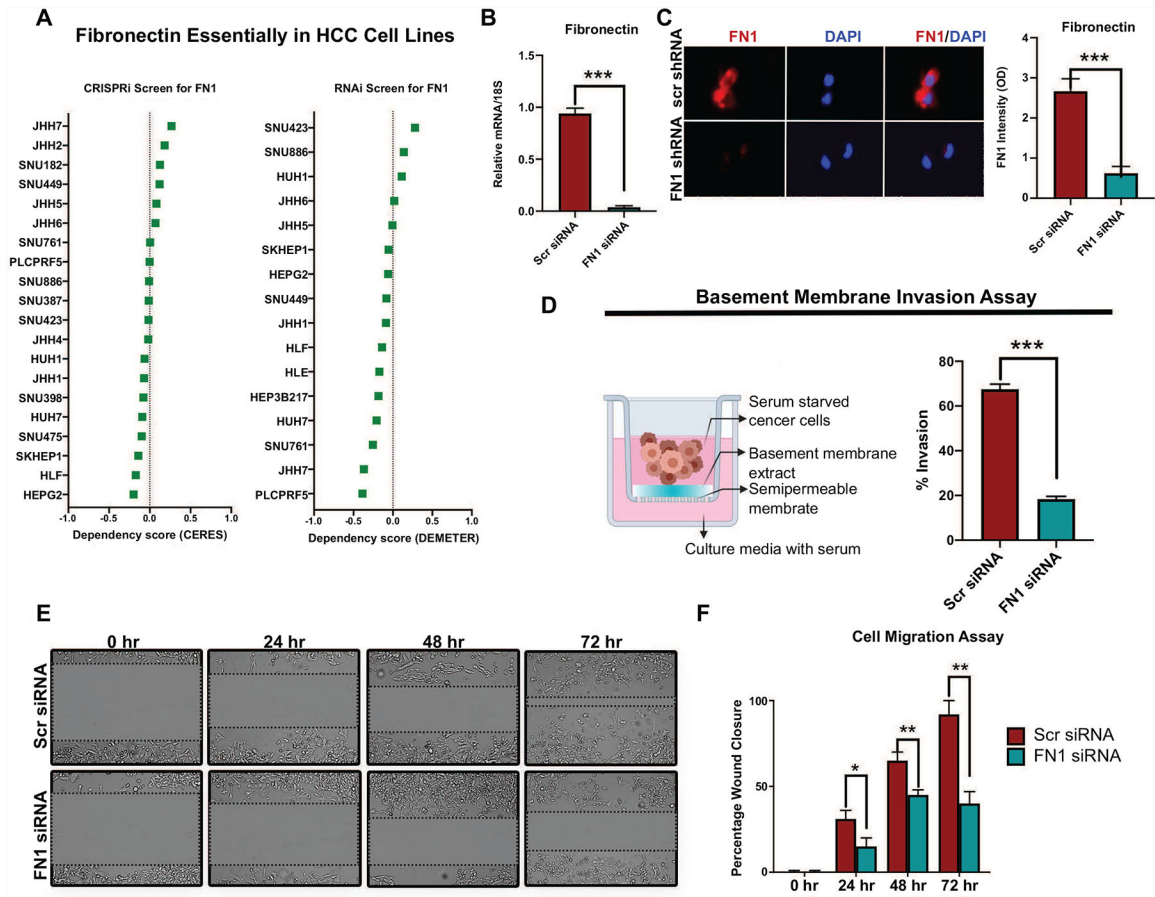 A
Fibronectin Essentially in HCC Cell Lines
CRISPRi Screen for FN1
JHH7
JHH2
SNU182
SNU449
JHH5
JHH6
SNU761
PLCPRF5
SNU886
SNU387
SNU423
JHH4
HUH1
JHH1
SNU398
HUH7
SNU475
SKHEP1
HLF
HEPG2
-1.0 -0.5 0.0 0.5 1.0
Dependency score (CERES)
RNAi Screen for FN1
SNU423
SNU886
HUH1
JHH6
JHH5
SKHEP1
HEPG2
SNU449
JHH1
HLF
HLE
HEP3B217
HUH7
SNU761
JHH7
PLCPRF5
-1.0 -0.5 0.0 0.5 1.0
Dependency score (DEMETER)
B
Fibronectin
Relative mRNA/18S
1.5
1.0
0.5
0.0
***
Scr siRNA
FN1 siRNA
C
FN1 DAPI FN1/DAPI
scr shRNA
FN1 shRNA
Fibronectin
FN1 Intensity (OD)
4
3
2
1
0
***
Scr siRNA
FN1 siRNA
D
Basement Membrane Invasion Assay
Serum starved
cencer cells
Basement membrane
extract
Semipermeable
membrate
Culture media with serum
% Invasion
80
60
40
20
0
***
Scr siRNA
FN1 siRNA
E
0 hr 24 hr 48 hr 72 hr
Scr siRNA
FN1 siRNA
F
Cell Migration Assay
Percentage Wound Closure
100
50
0
*
**
**
0 hr 24 hr 48 hr 72 hr
Scr siRNA
FN1 siRNA